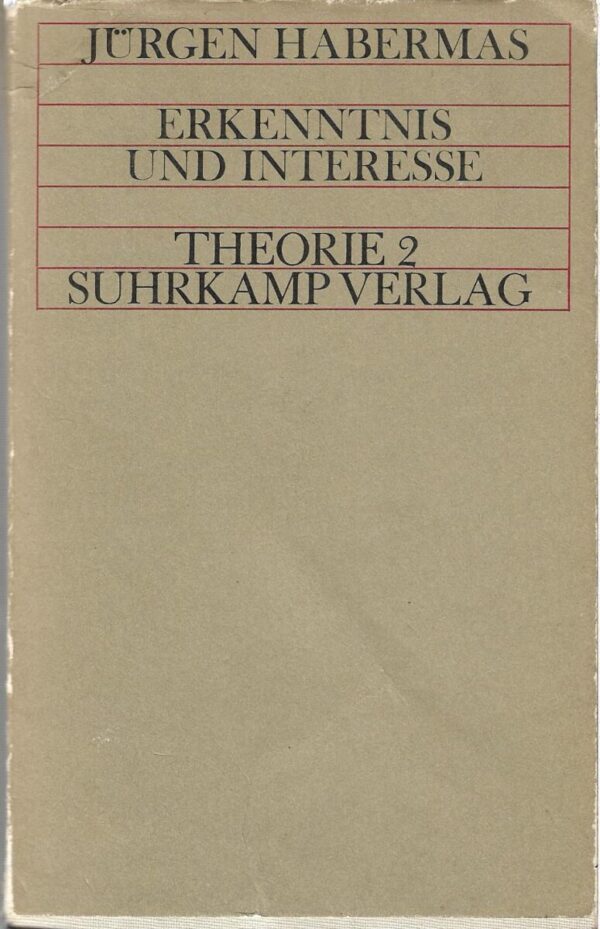 JÜRGEN HABERMAS
ERKENNTNIS
UND INTERESSE
THEORIE 2
SUHRKAMP VERLAG